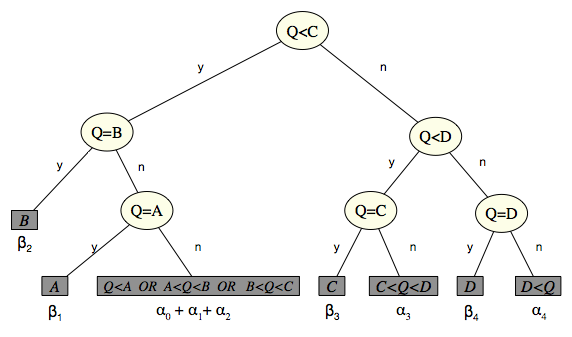 Q<C
y
n
Q=B
Q<D
y
n
y
n
B
β₂
Q=A
Q=C
Q=D
y
n
y
n
y
n
A
Q<A OR A<Q<B OR B<Q<C
C
C<Q<D
D
D<Q
β₁
α₀ + α₁+ α₂
β₃
α₃
β₄
α₄